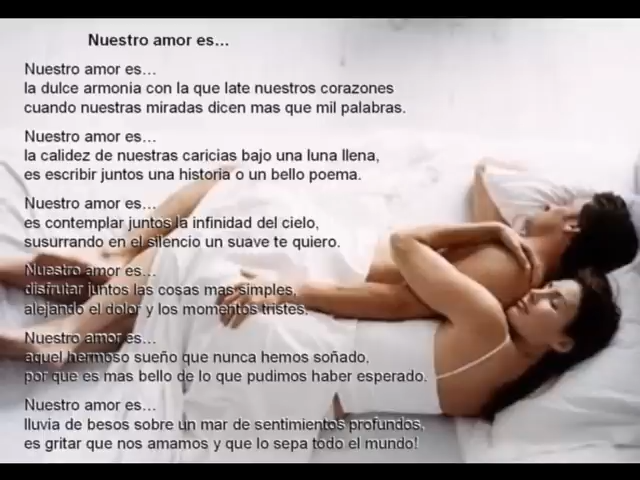 Nuestro amor es...
Nuestro amor es...
la dulce armonia con la que late nuestros corazones
cuando nuestras miradas dicen mas que mil palabras.
Nuestro amor es...
la calidez de nuestras caricias bajo una luna llena,
es escribir juntos una historia o un bello poema.
Nuestro amor es...
es contemplar juntos la infinidad del cielo,
susurrando en el silencio un suave te quiero.
Nuestro amor es...
disfrutar juntos las cosas mas simples,
alejando el dolor y los momentos tristes.
Nuestro amor es...
aquel hermoso sueño que nunca hemos soñado,
por que es mas bello de lo que pudimos haber esperado.
Nuestro amor es...
lluvia de besos sobre un mar de sentimientos profundos,
es gritar que nos amamos y que lo sepa todo el mundo!